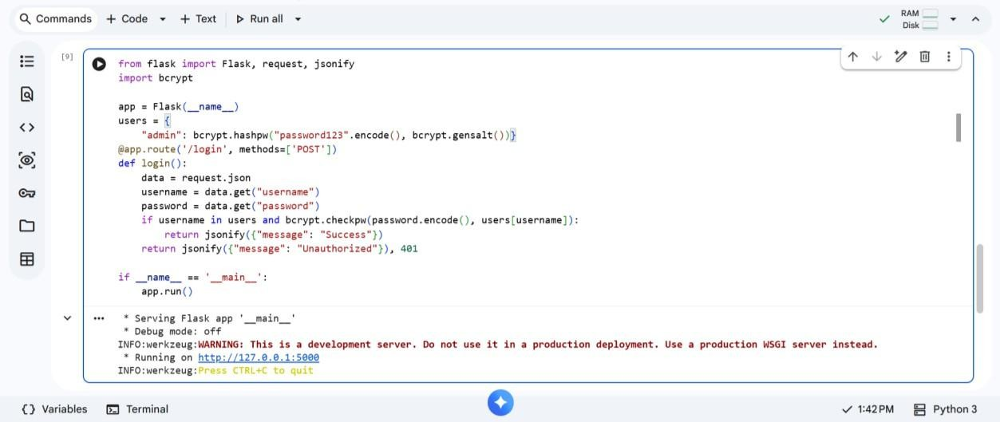 Commands + Code + Text Run all
RAM
Disk
[9]
from flask import Flask, request, jsonify
import bcrypt
app = Flask(__name__)
users = {
    "admin": bcrypt.hashpw("password123".encode(), bcrypt.gensalt())}
@app.route('/login', methods=['POST'])
def login():
    data = request.json
    username = data.get("username")
    password = data.get("password")
    if username in users and bcrypt.checkpw(password.encode(), users[username]):
        return jsonify({"message": "Success"})
    return jsonify({"message": "Unauthorized"}), 401
if __name__ == '__main__':
    app.run()
 * Serving Flask app '__main__'
 * Debug mode: off
INFO:werkzeug:WARNING: This is a development server. Do not use it in a production deployment. Use a production WSGI server instead.
 * Running on http://127.0.0.1:5000
INFO:werkzeug:Press CTRL+C to quit
{} Variables Terminal 1:42 PM Python 3